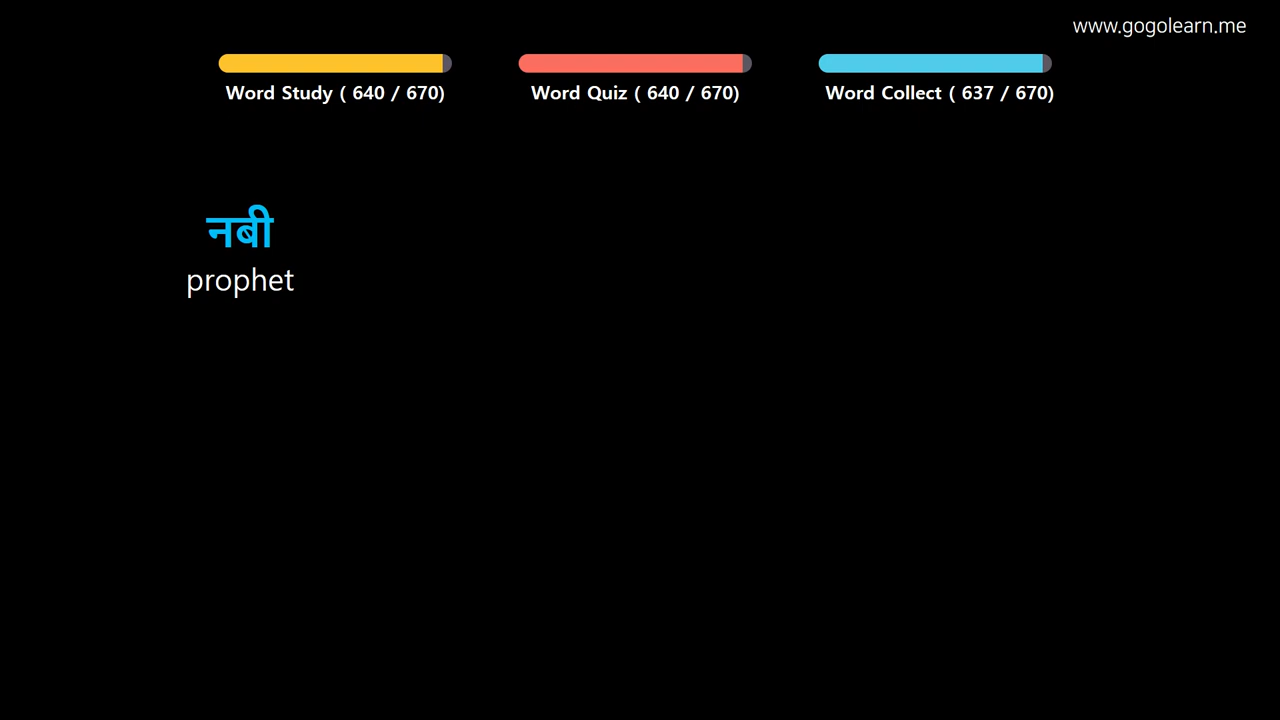 www.gogolearn.me
Word Study ( 640 / 670)
Word Quiz ( 640 / 670)
Word Collect ( 637 / 670)
नबी
prophet